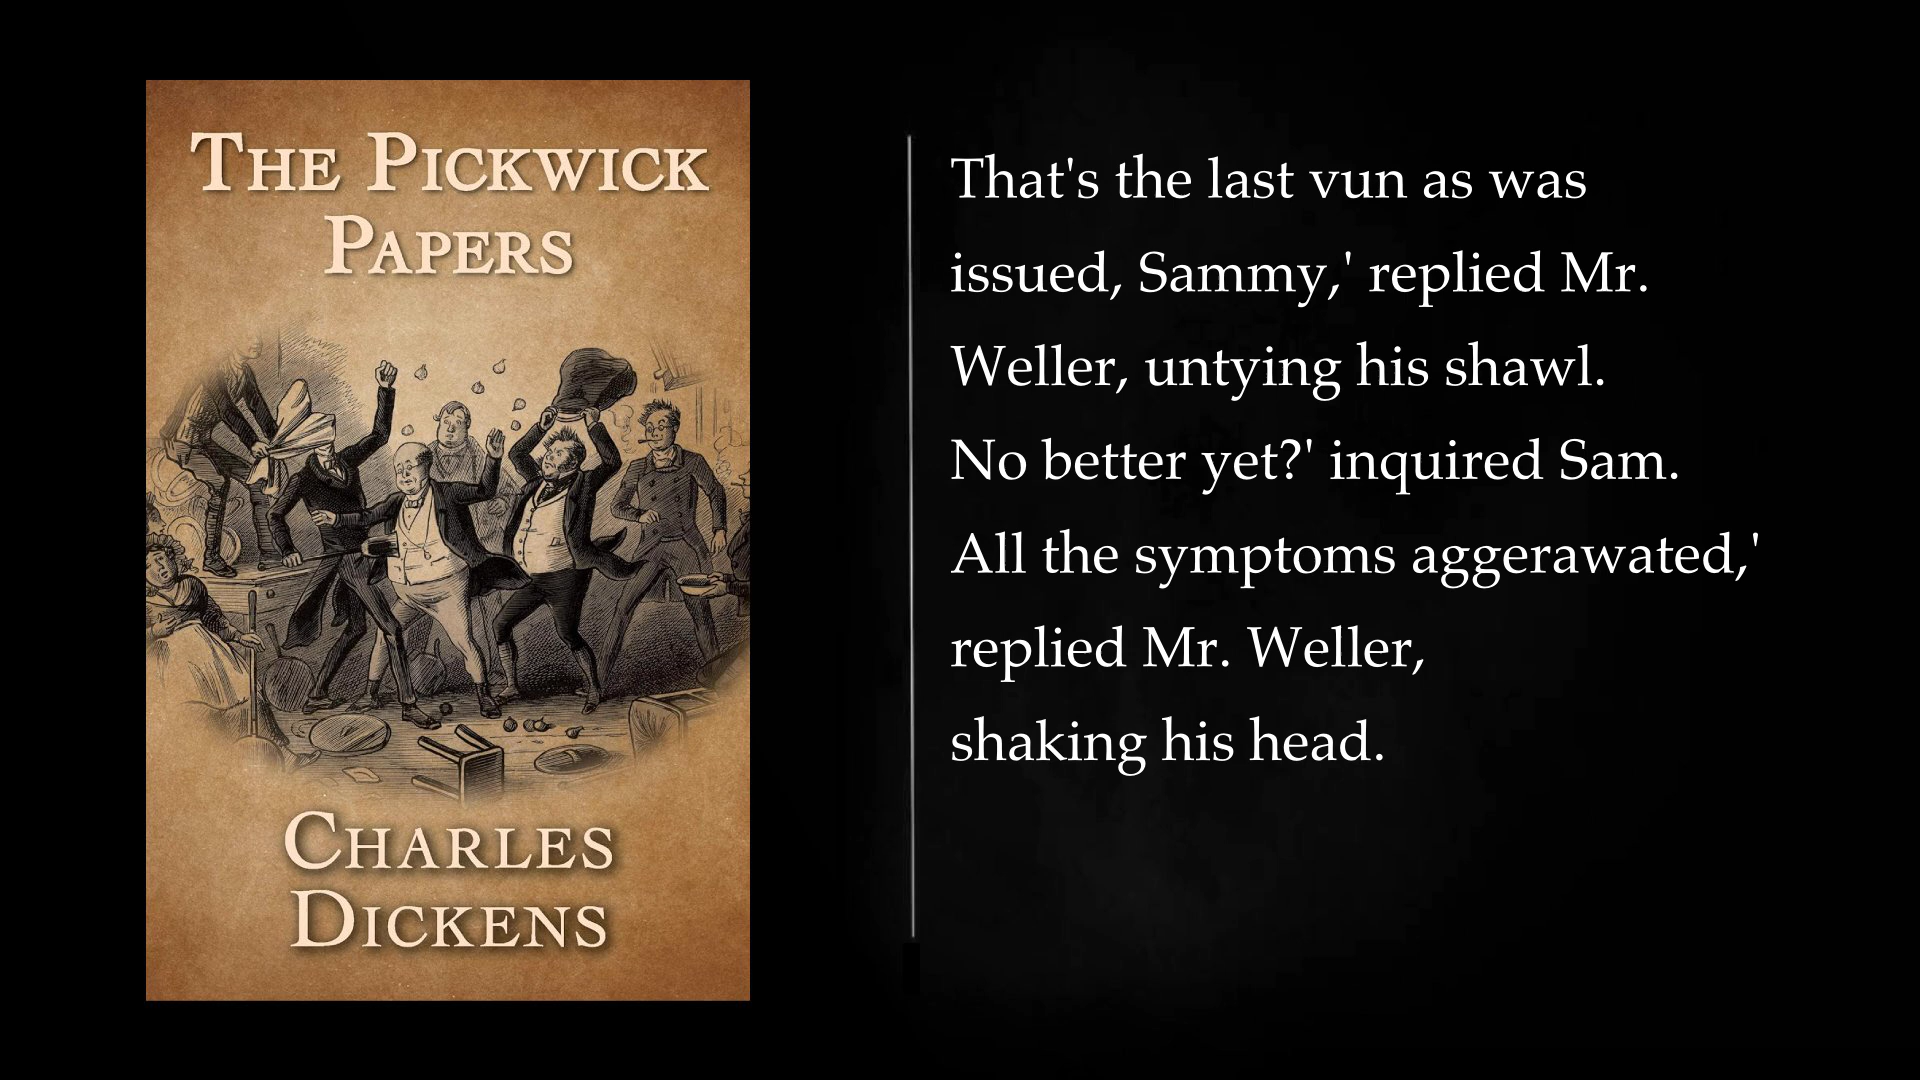 THE PICKWICK
PAPERS
CHARLES
DICKENS
That's the last vun as was
issued, Sammy,' replied Mr.
Weller, untying his shawl.
No better yet?' inquired Sam.
All the symptoms aggerawated,'
replied Mr. Weller,
shaking his head.